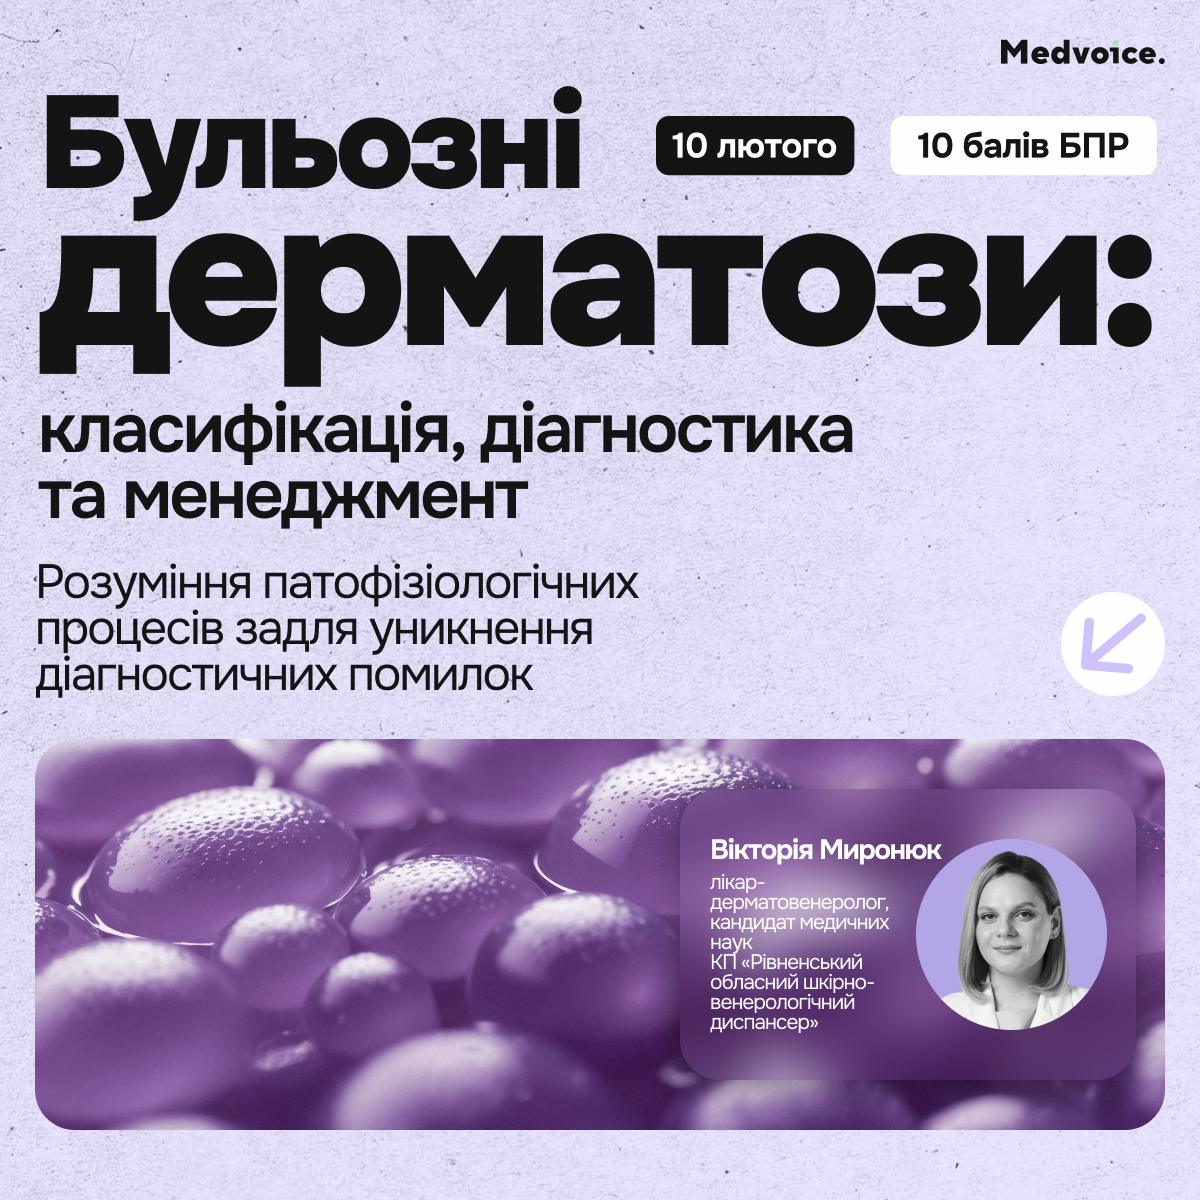 Medvoice.
Бульозні
10 лютого
10 балів БПР
дерматози:
класифікація, діагностика
та менеджмент
Розуміння патофізіологічних
процесів задля уникнення
діагностичних помилок
Вікторія Миронюк
лікар-
дерматовенеролог,
кандидат медичних
наук
КП «Рівненський
обласний шкірно-
венерологічний
диспансер»